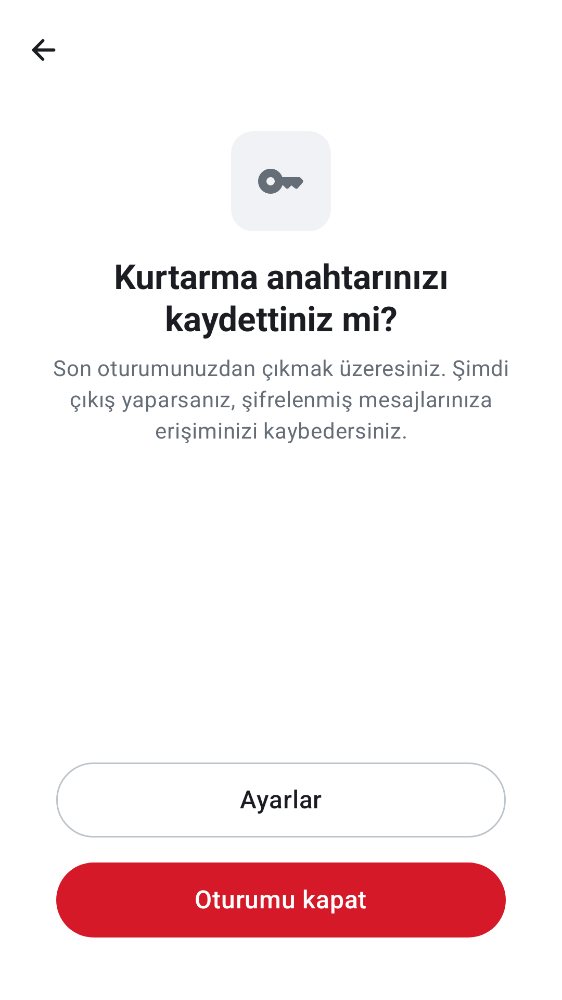 Kurtarma anahtarınızı
kaydettiniz mi?
Son oturumunuzdan çıkmak üzeresiniz. Şimdi
çıkış yaparsanız, şifrelenmiş mesajlarınıza
erişiminizi kaybedersiniz.
Ayarlar
Oturumu kapat